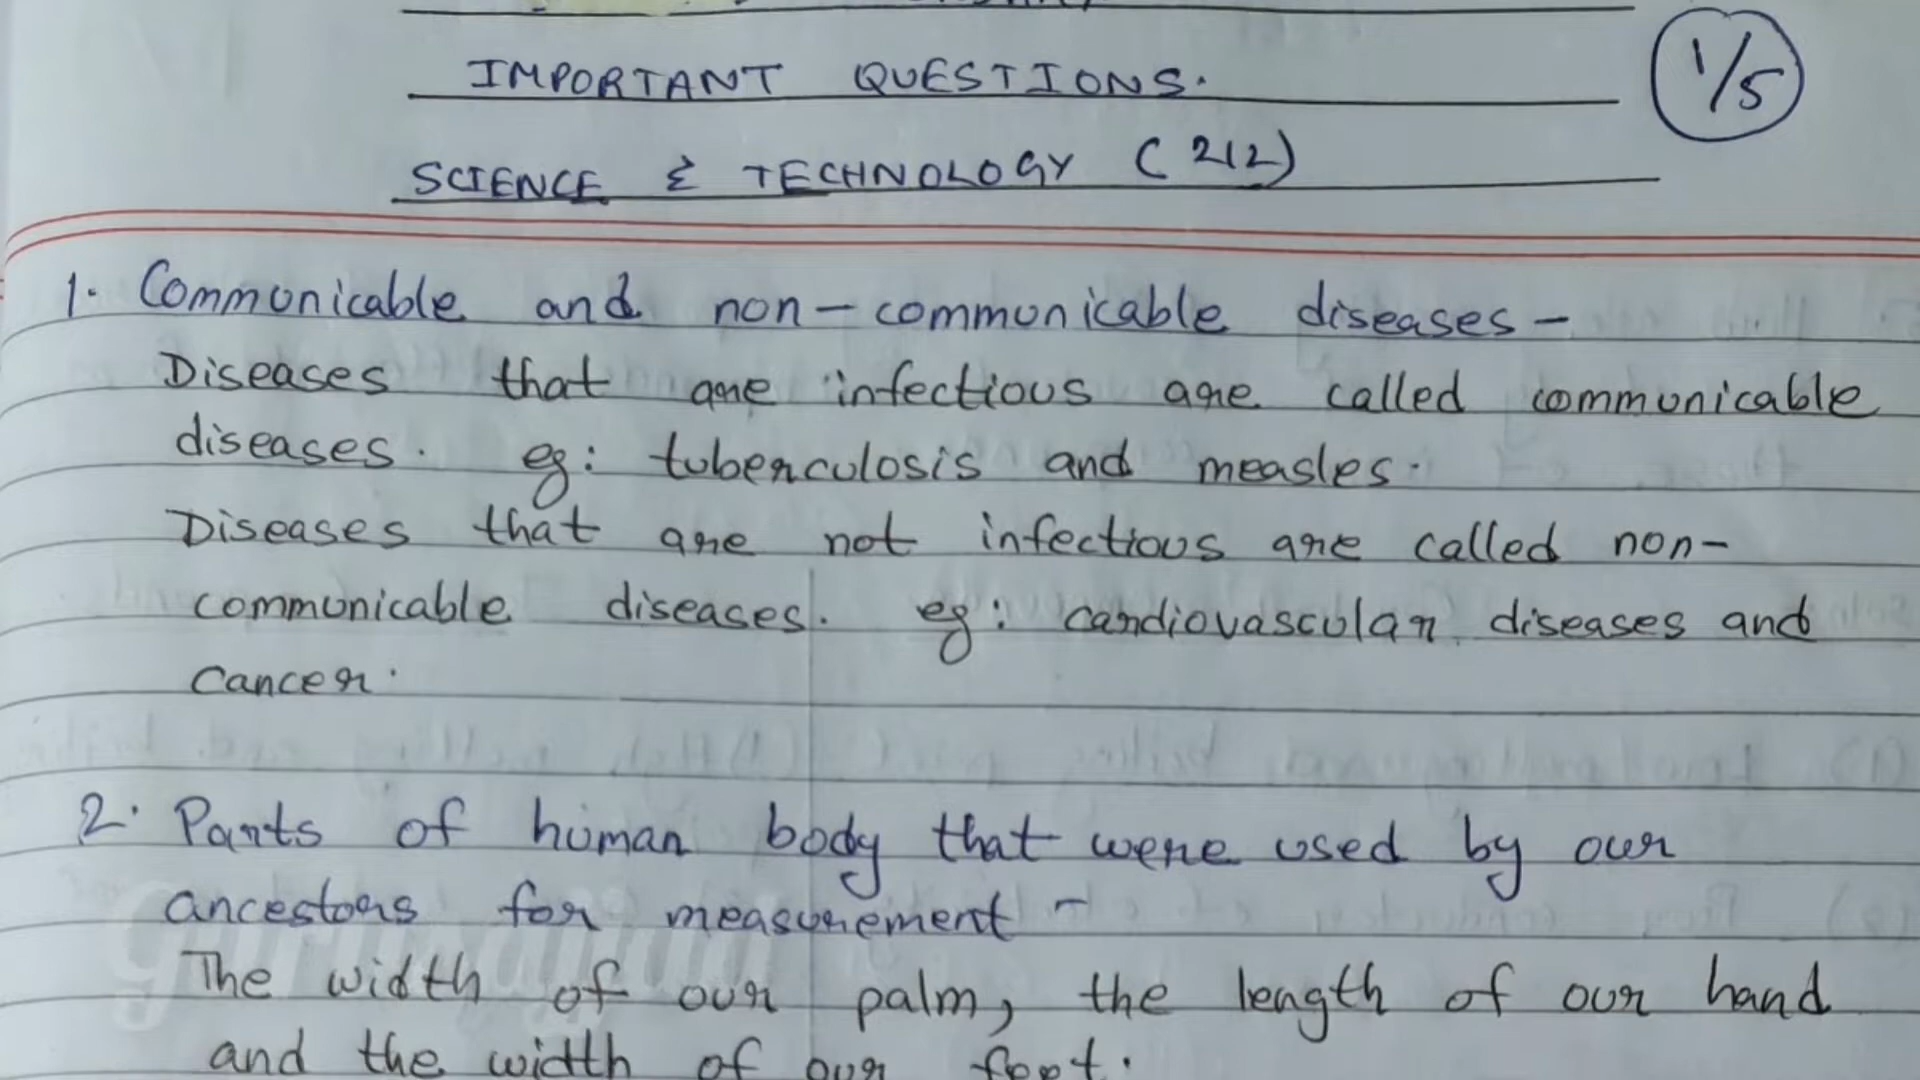 IMPORTANT QUESTIONS.
1/5
SCIENCE & TECHNOLOGY (212)
1. Communicable and non-communicable diseases-
Diseases that are infectious are called communicable
diseases. eg: tuberculosis and measles.
Diseases that are not infectious are called non-
communicable diseases. eg: cardiovascular diseases and
cancer.
2. Parts of human body that were used by our
ancestors for measurement -
The width of our palm, the length of our hand
and the width of our feet.